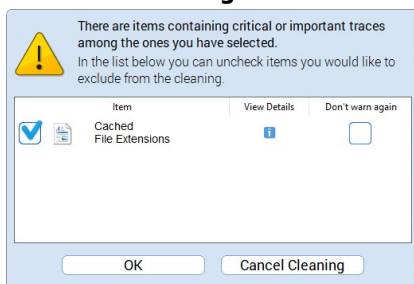 There are items containing critical or important traces
among the ones you have selected.
In the list below you can uncheck items you would like to
exclude from the cleaning.
Item View Details Don't warn again
Cached
File Extensions
OK Cancel Cleaning